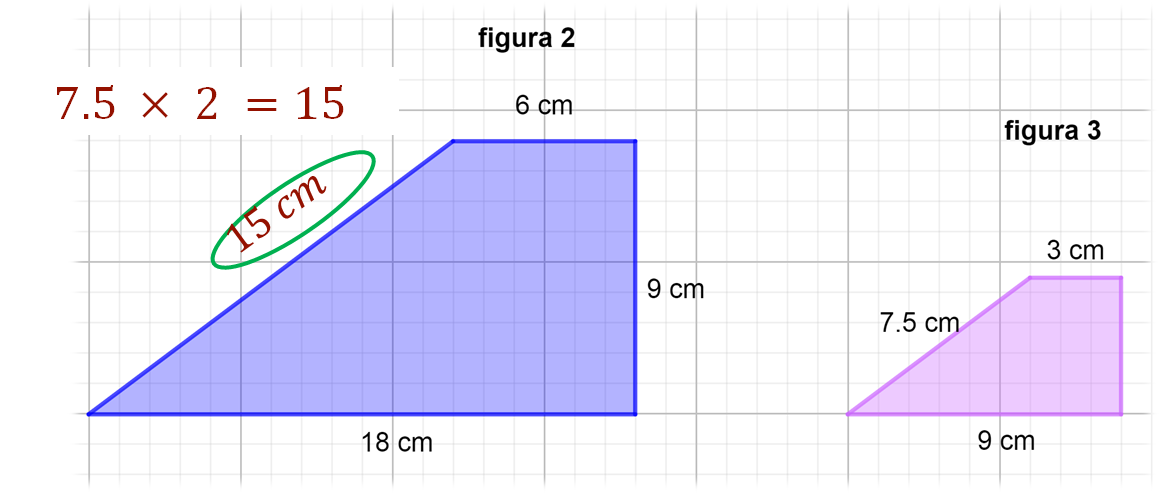 figura 2
7.5 × 2 = 15
6 cm
figura 3
15 cm
3 cm
9 cm
7.5 cm
18 cm
9 cm